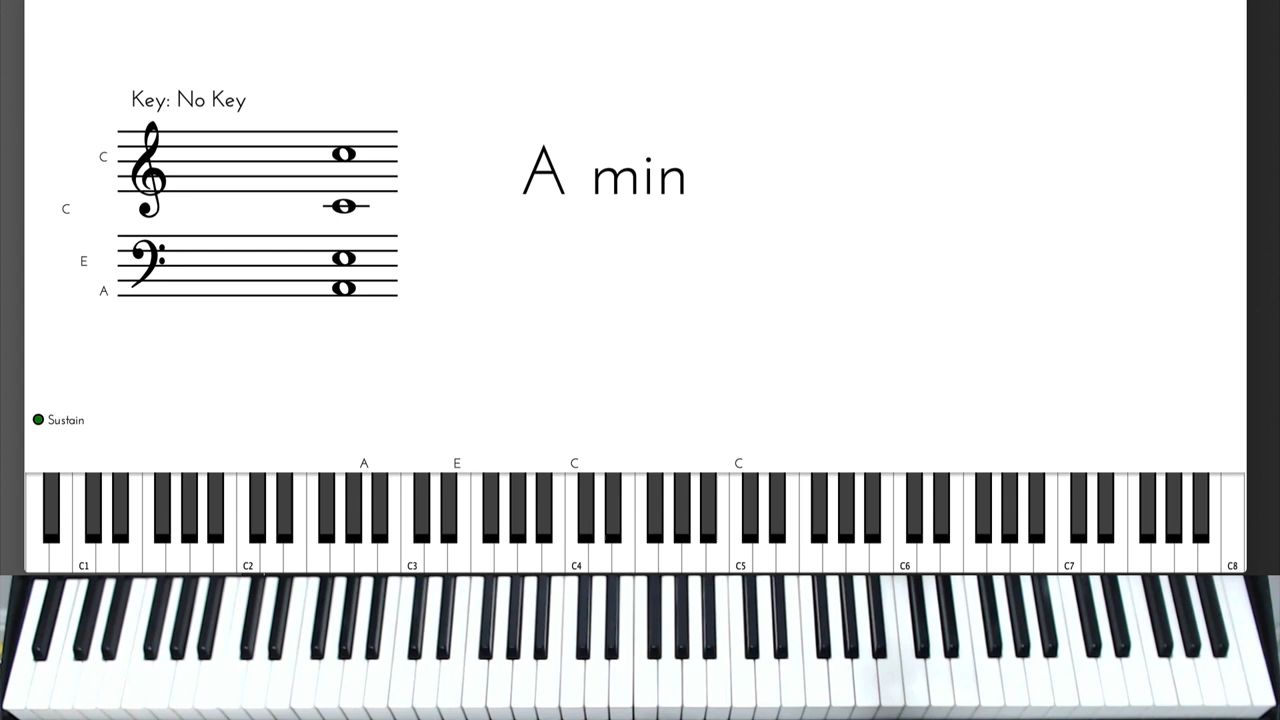 Key: No Key
C
A min
C
E
A
Sustain
A E C C
C1 C2 C3 C4 C5 C6 C7 C8